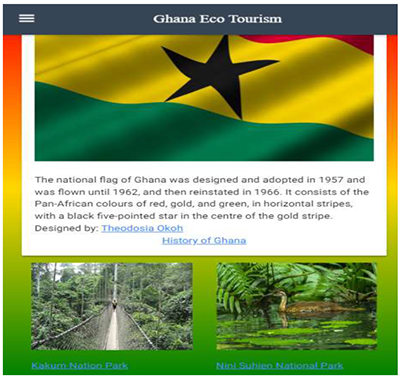 Ghana Eco Tourism
The national flag of Ghana was designed and adopted in 1957 and
was flown until 1962, and then reinstated in 1966. It consists of the
Pan-African colours of red, gold, and green, in horizontal stripes,
with a black five-pointed star in the centre of the gold stripe.
Designed by: Theodosia Okoh
History of Ghana
Kakum Nation Park
Nini Suhien National Park